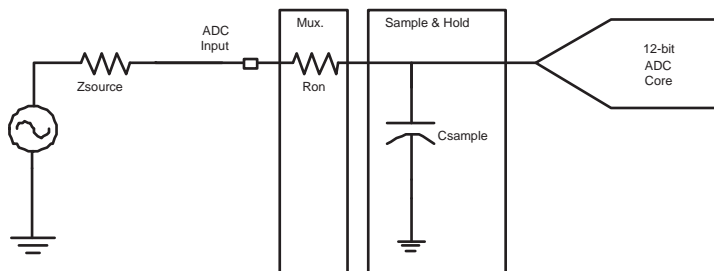 ADC
Input
Mux.
Sample & Hold
Zsource
Ron
Csample
12-bit
ADC
Core